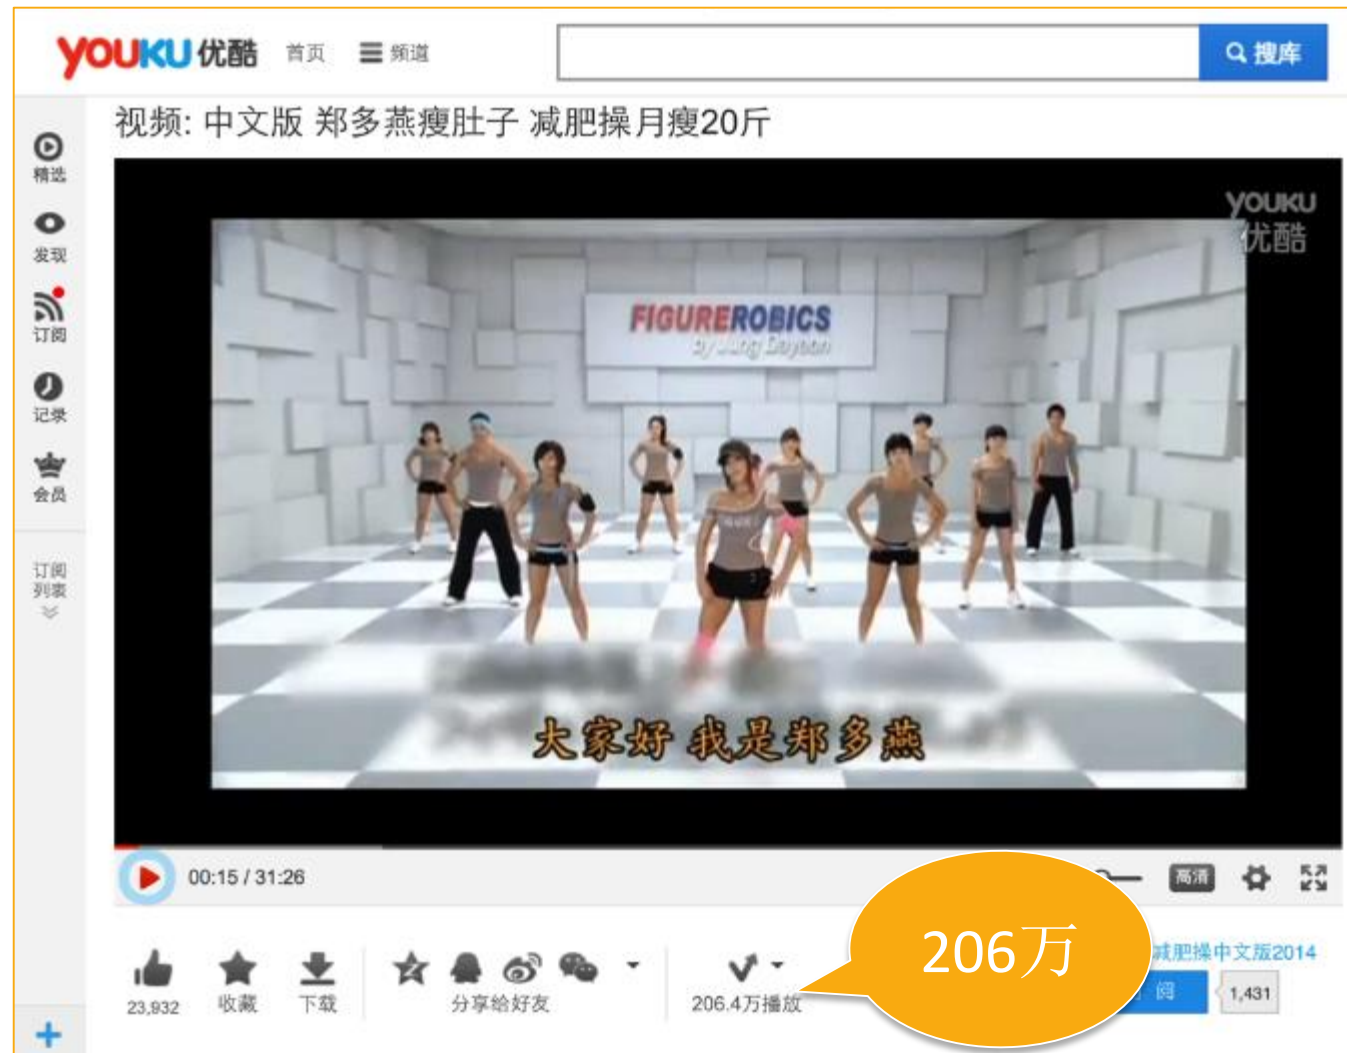 YOUKU 优酷 首页 频道
搜库
视频: 中文版 郑多燕瘦肚子 减肥操月瘦20斤
精选
发现
订阅
记录
会员
订阅
列表
YOUKU
优酷
FIGUREROBICS
by Jung Dayeon
大家好 我是郑多燕
00:15 / 31:26
高清
206万
减肥操中文版2014
23,932
收藏
下载
分享给好友
206.4万播放
阅
1,431